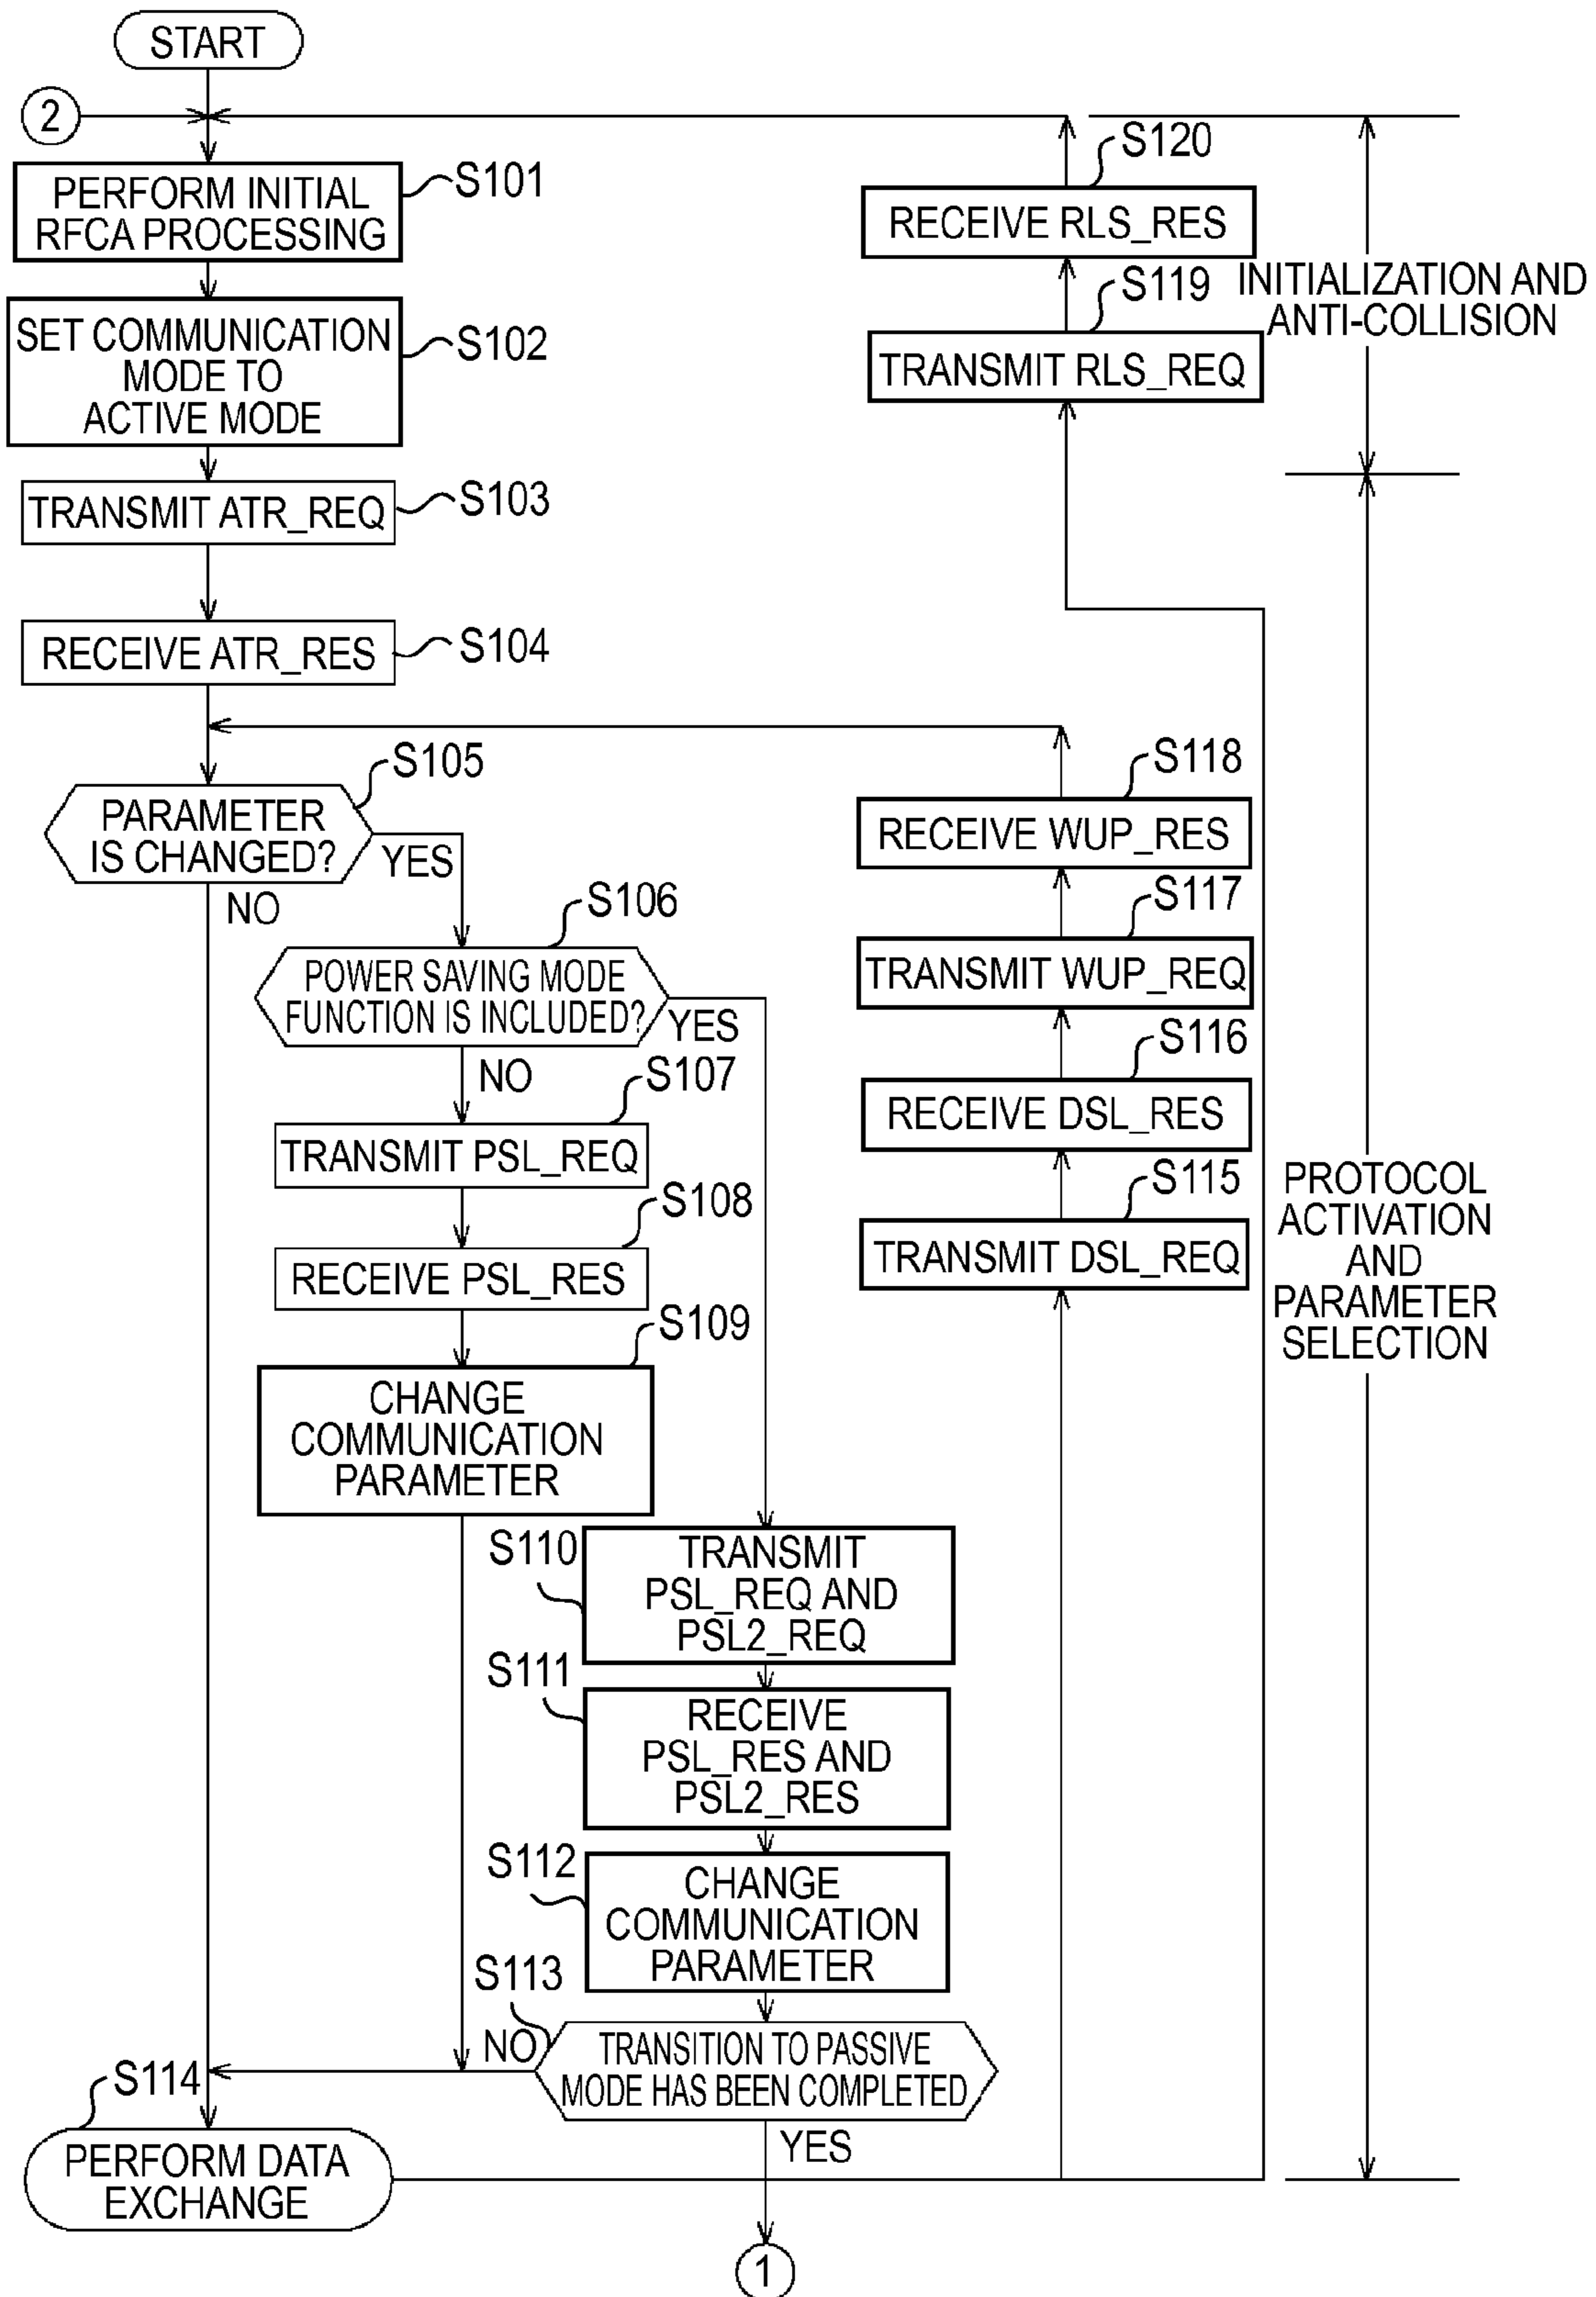 START
2
PERFORM INITIAL
RFCA PROCESSING
S101
SET COMMUNICATION
MODE TO
ACTIVE MODE
S102
TRANSMIT ATR_REQ
S103
RECEIVE ATR_RES
S104
S105
PARAMETER
IS CHANGED?
YES
NO
S106
POWER SAVING MODE
FUNCTION IS INCLUDED?
YES
NO
S107
TRANSMIT PSL_REQ
S108
RECEIVE PSL_RES
S109
CHANGE
COMMUNICATION
PARAMETER
S110
TRANSMIT
PSL_REQ AND
PSL2_REQ
S111
RECEIVE
PSL_RES AND
PSL2_RES
S112
CHANGE
COMMUNICATION
PARAMETER
S113
NO
TRANSITION TO PASSIVE
MODE HAS BEEN COMPLETED
YES
S114
PERFORM DATA
EXCHANGE
1
S120
RECEIVE RLS_RES
S119
TRANSMIT RLS_REQ
S118
RECEIVE WUP_RES
S117
TRANSMIT WUP_REQ
S116
RECEIVE DSL_RES
S115
TRANSMIT DSL_REQ
INITIALIZATION AND
ANTI-COLLISION
PROTOCOL
ACTIVATION
AND
PARAMETER
SELECTION